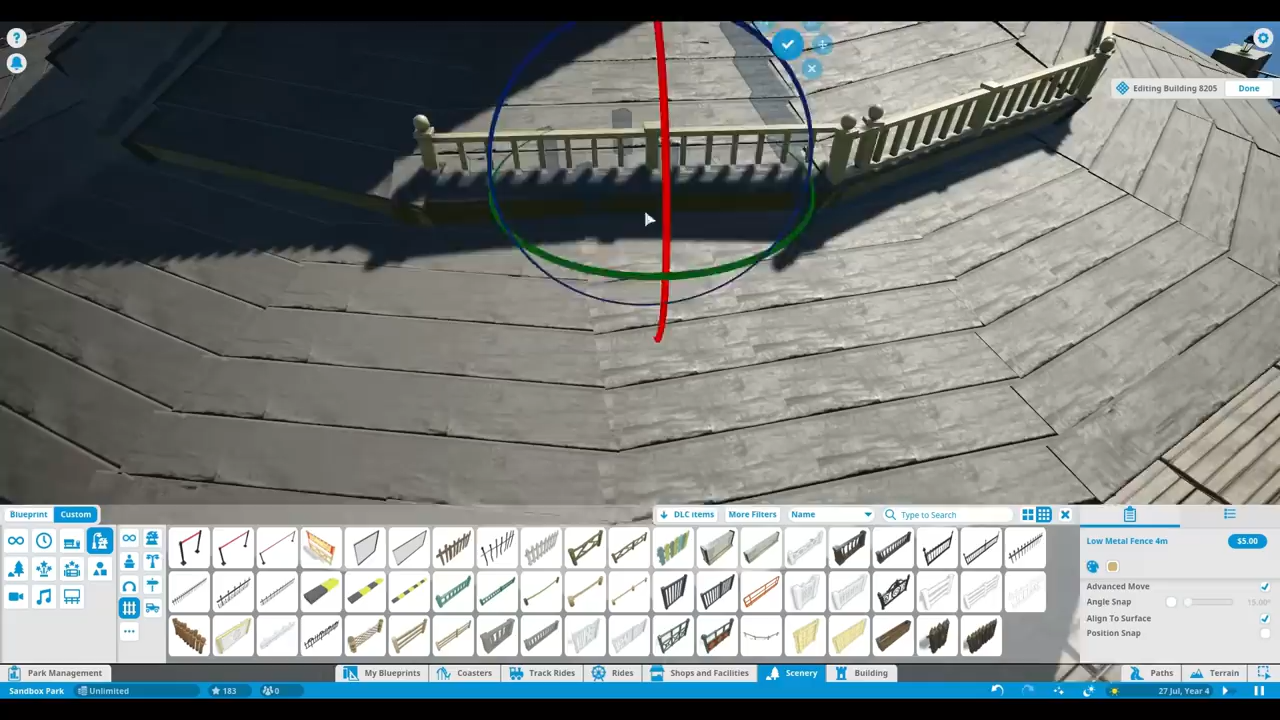 ?
Editing Building 8205 Done
Blueprint Custom
DLC items More Filters Name Type to Search
Low Metal Fence 4m $5.00
Advanced Move
Angle Snap 15.00°
Align To Surface
Position Snap
Park Management My Blueprints Coasters Track Rides Rides Shops and Facilities Scenery Building Paths Terrain
Sandbox Park Unlimited 183 0 27 Jul, Year 4